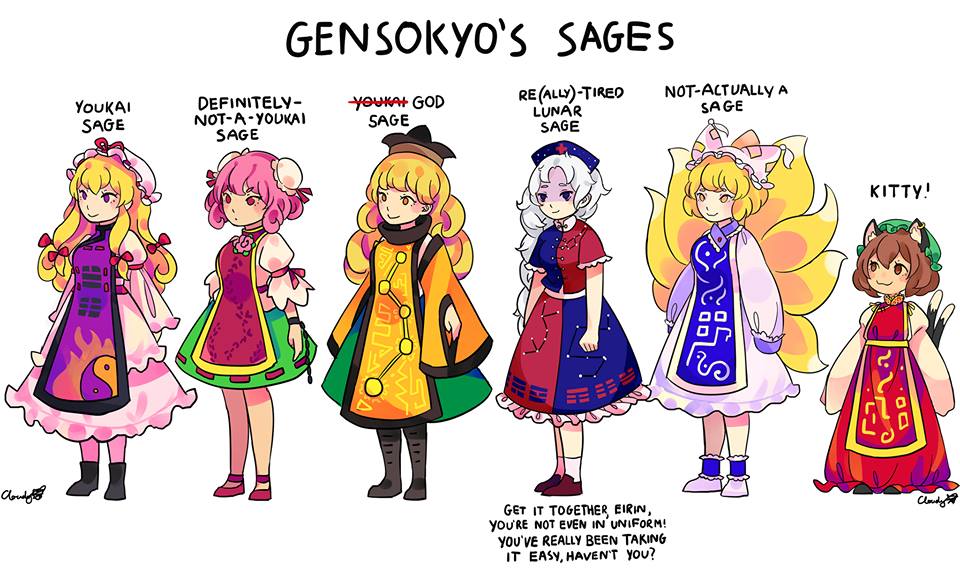 GENSOKYO'S SAGES
YOUKAI
SAGE
DEFINITELY-
NOT-A-YOUKAI
SAGE
YOUKAI GOD
SAGE
RE(ALLY)-TIRED
LUNAR
SAGE
NOT-ACTUALLY A
SAGE
KITTY!
GET IT TOGETHER, EIRIN,
YOU'RE NOT EVEN IN UNIFORM!
YOU'VE REALLY BEEN TAKING
IT EASY, HAVEN'T YOU?
Cloudy
Cloudy